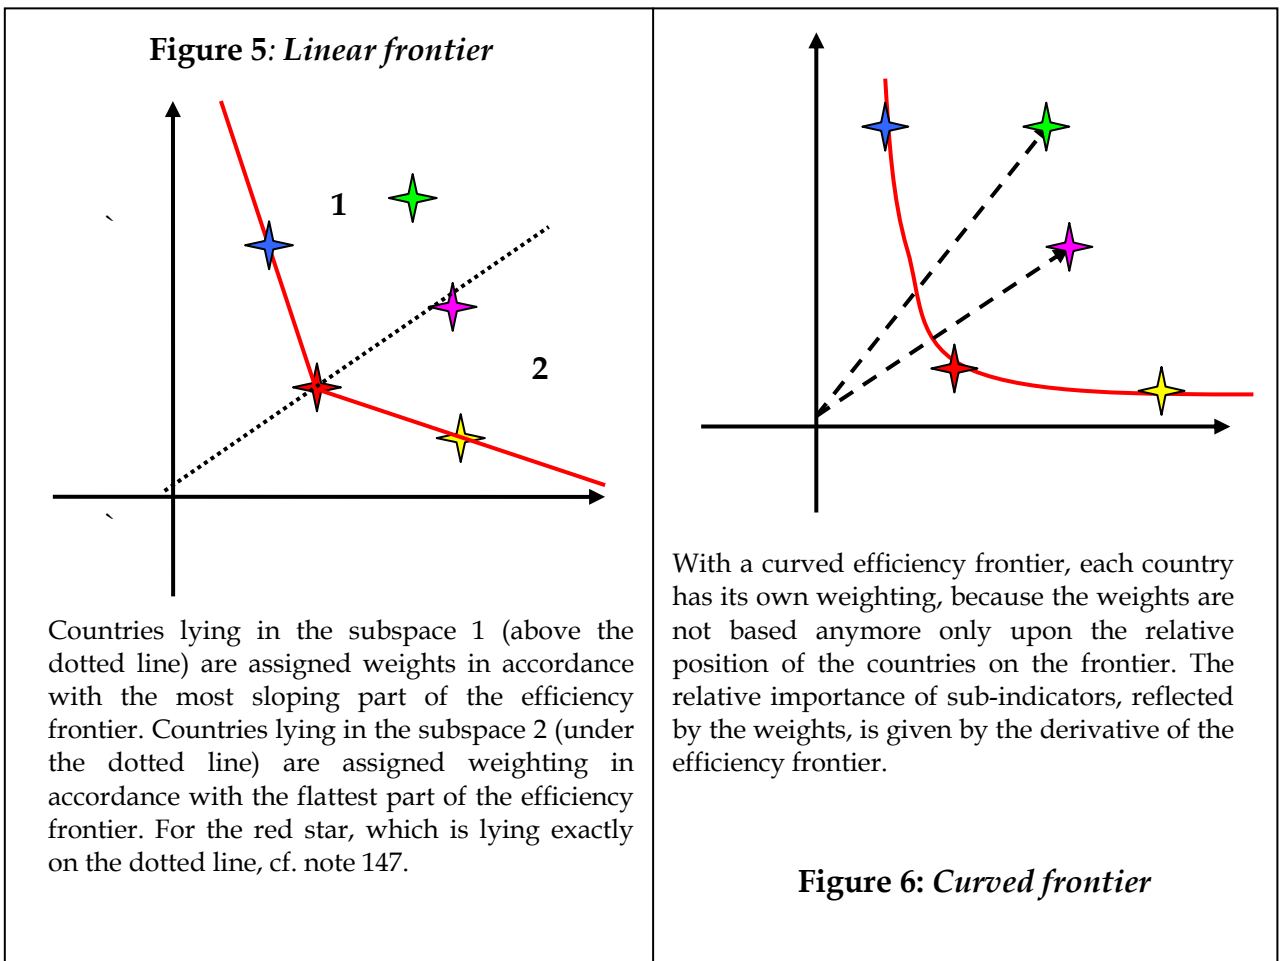 Figure 5: Linear frontier
`
1
2
`
Countries lying in the subspace 1 (above the
dotted line) are assigned weights in accordance
with the most sloping part of the efficiency
frontier. Countries lying in the subspace 2 (under
the dotted line) are assigned weighting in
accordance with the flattest part of the efficiency
frontier. For the red star, which is lying exactly
on the dotted line, cf. note 147.
With a curved efficiency frontier, each country
has its own weighting, because the weights are
not based anymore only upon the relative
position of the countries on the frontier. The
relative importance of sub-indicators, reflected
by the weights, is given by the derivative of the
efficiency frontier.
Figure 6: Curved frontier